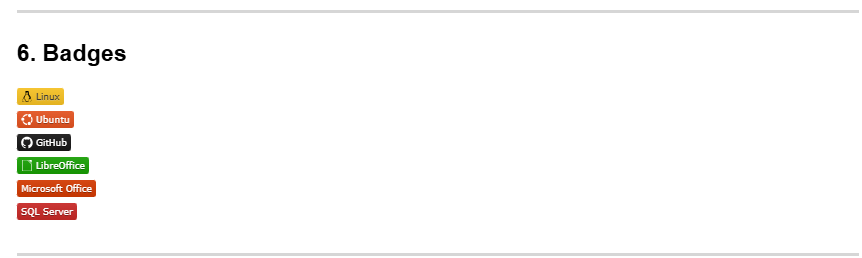 6. Badges
Linux
Ubuntu
GitHub
LibreOffice
Microsoft Office
SQL Server